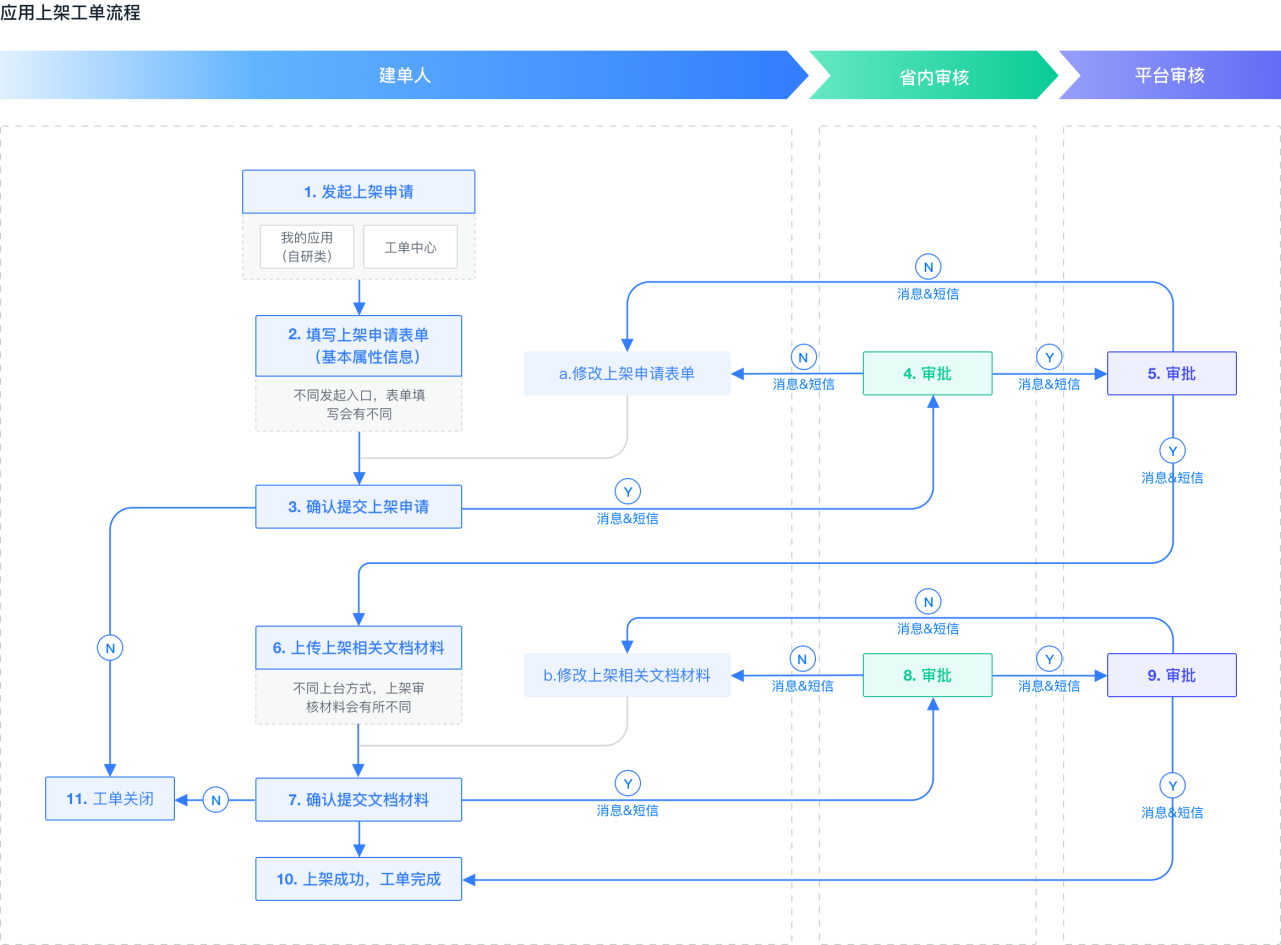 应用上架工单流程
建单人
省内审核
平台审核
1. 发起上架申请
我的应用
（自研类）
工单中心
N
消息&短信
2. 填写上架申请表单
（基本属性信息）
不同发起入口，表单填
写会有不同
a.修改上架申请表单
N
消息&短信
4. 审批
Y
消息&短信
5. 审批
Y
消息&短信
3. 确认提交上架申请
Y
消息&短信
N
消息&短信
N
6. 上传上架相关文档材料
不同上台方式，上架审
核材料会有所不同
b.修改上架相关文档材料
N
消息&短信
8. 审批
Y
消息&短信
9. 审批
11. 工单关闭
N
7. 确认提交文档材料
Y
消息&短信
Y
消息&短信
10. 上架成功，工单完成